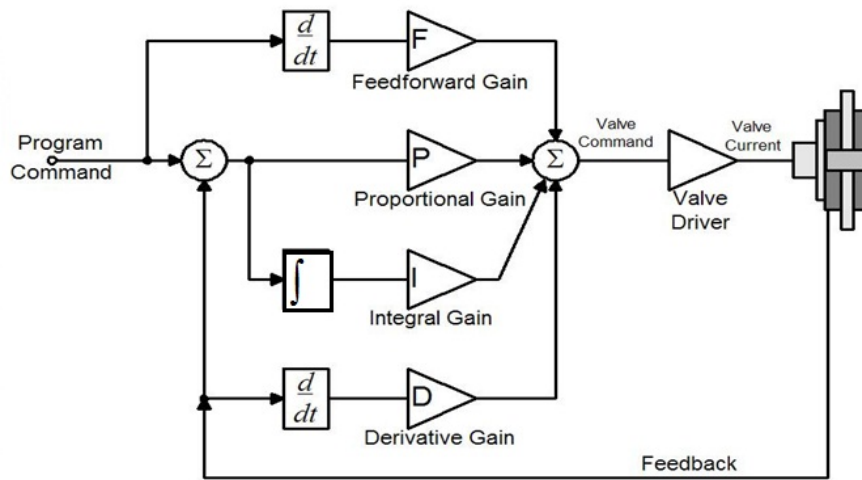 d
dt
F
Feedforward Gain
Program
Command
Σ
P
Proportional Gain
Σ
Valve
Command
Valve
Current
Valve
Driver
∫
I
Integral Gain
d
dt
D
Derivative Gain
Feedback